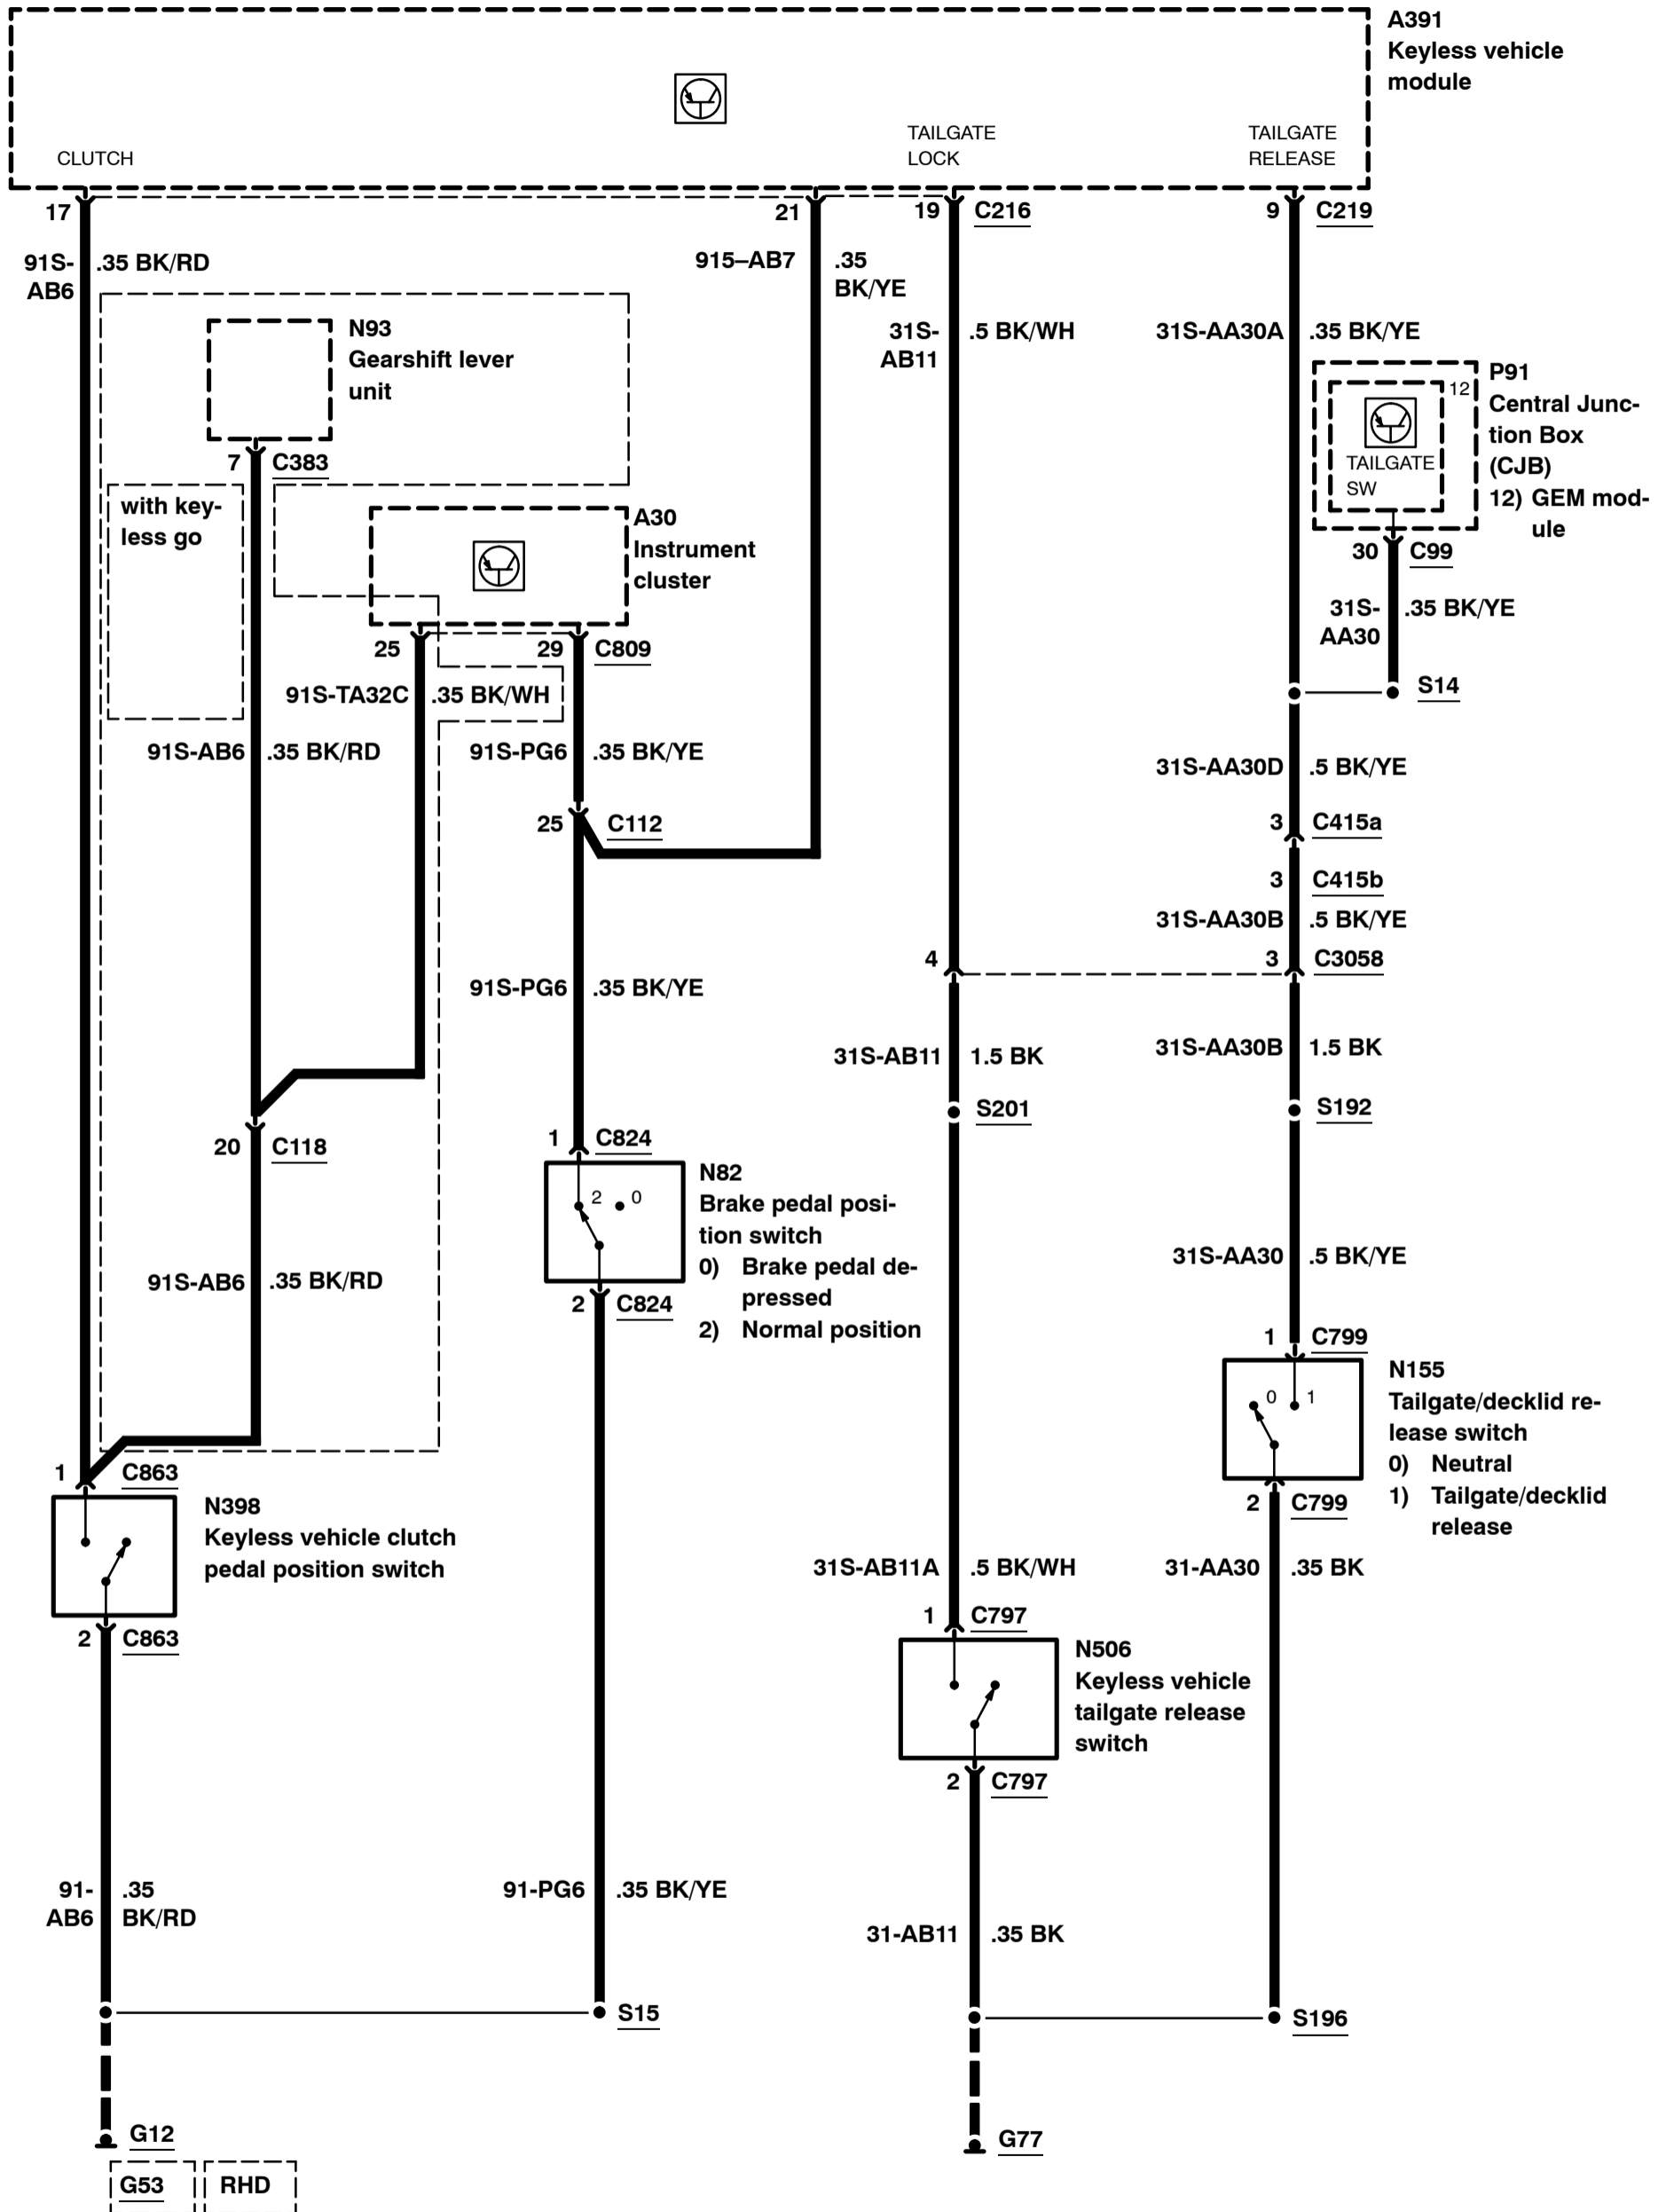 A391
Keyless vehicle
module
CLUTCH
TAILGATE
LOCK
TAILGATE
RELEASE
17
21
19 C216
9 C219
91S-
AB6
.35 BK/RD
915–AB7
.35
BK/YE
31S-
AB11
.5 BK/WH
31S-AA30A .35 BK/YE
N93
Gearshift lever
unit
7 C383
with key-
less go
P91
Central Junc-
tion Box
(CJB)
12) GEM mod-
ule
12
TAILGATE
SW
30 C99
31S-
AA30
.35 BK/YE
S14
A30
Instrument
cluster
25
29 C809
91S-TA32C .35 BK/WH
91S-AB6 .35 BK/RD
91S-PG6 .35 BK/YE
31S-AA30D .5 BK/YE
25 C112
3 C415a
3 C415b
31S-AA30B .5 BK/YE
4
3 C3058
91S-PG6 .35 BK/YE
31S-AB11 1.5 BK
31S-AA30B 1.5 BK
S201
S192
20 C118
1 C824
2 0
N82
Brake pedal posi-
tion switch
0) Brake pedal de-
pressed
2) Normal position
2 C824
91S-AB6 .35 BK/RD
31S-AA30 .5 BK/YE
1 C799
0 1
N155
Tailgate/decklid re-
lease switch
0) Neutral
1) Tailgate/decklid
release
2 C799
1 C863
N398
Keyless vehicle clutch
pedal position switch
2 C863
31S-AB11A .5 BK/WH
31-AA30 .35 BK
1 C797
N506
Keyless vehicle
tailgate release
switch
2 C797
91-
AB6
.35
BK/RD
91-PG6 .35 BK/YE
31-AB11 .35 BK
S15
S196
G12
G77
G53 RHD